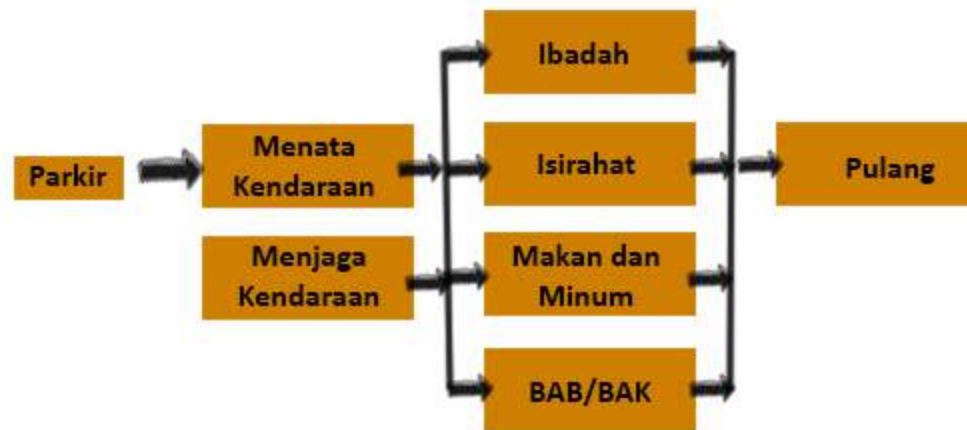 Parkir
Menata
Kendaraan
Menjaga
Kendaraan
Ibadah
Isirahat
Makan dan
Minum
BAB/BAK
Pulang